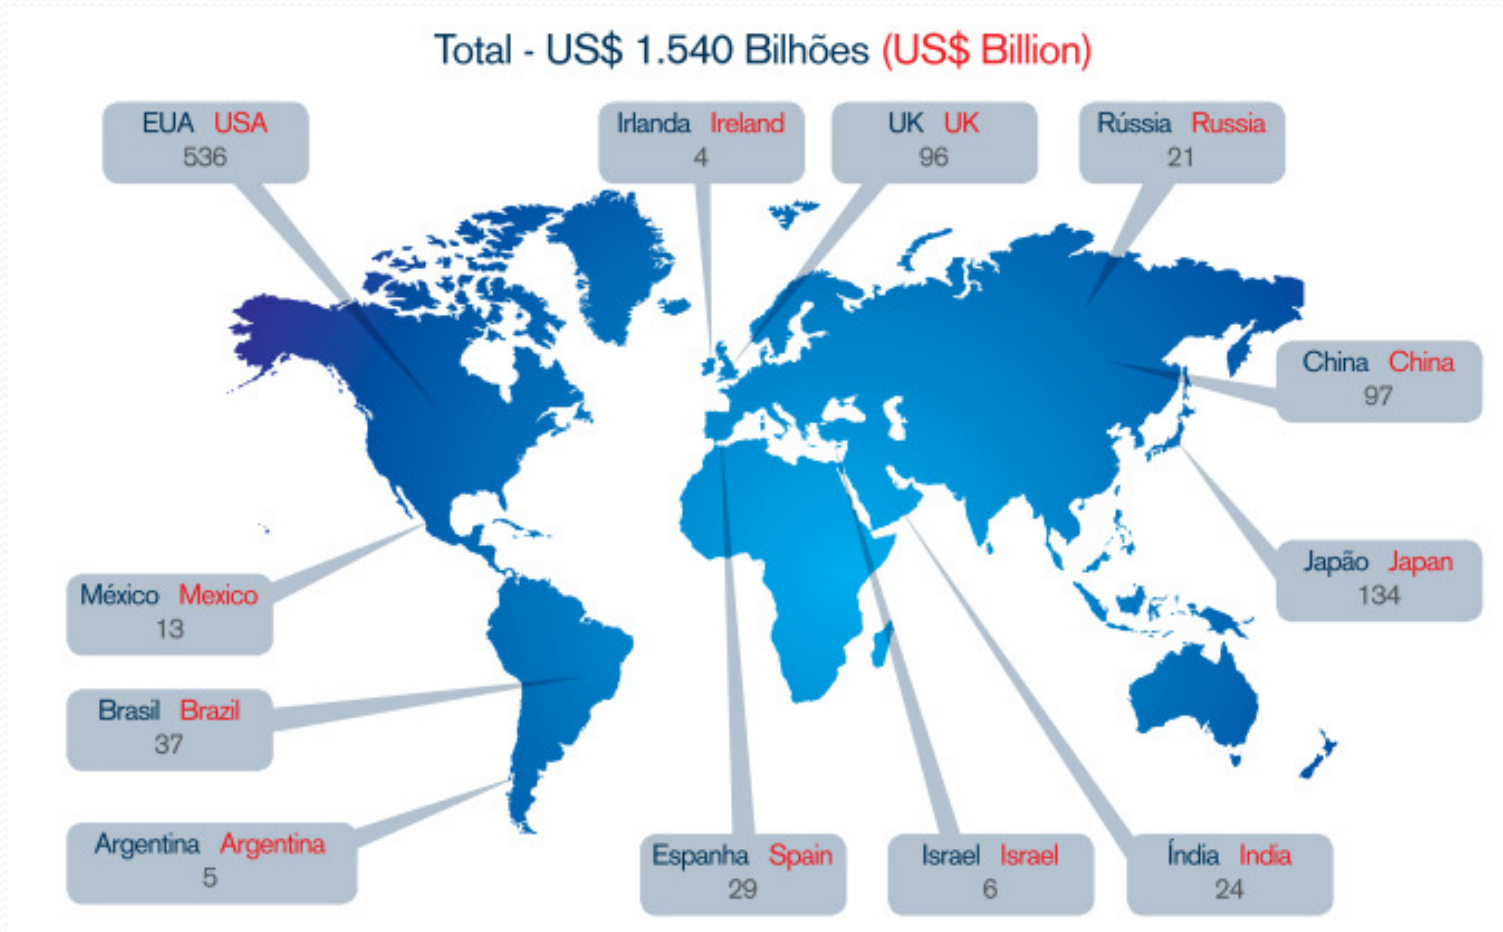 Total - US$ 1.540 Bilhões (US$ Billion)
EUA USA
536
Irlanda Ireland
4
UK UK
96
Rússia Russia
21
China China
97
Japão Japan
134
México Mexico
13
Brasil Brazil
37
Argentina Argentina
5
Espanha Spain
29
Israel Israel
6
Índia India
24